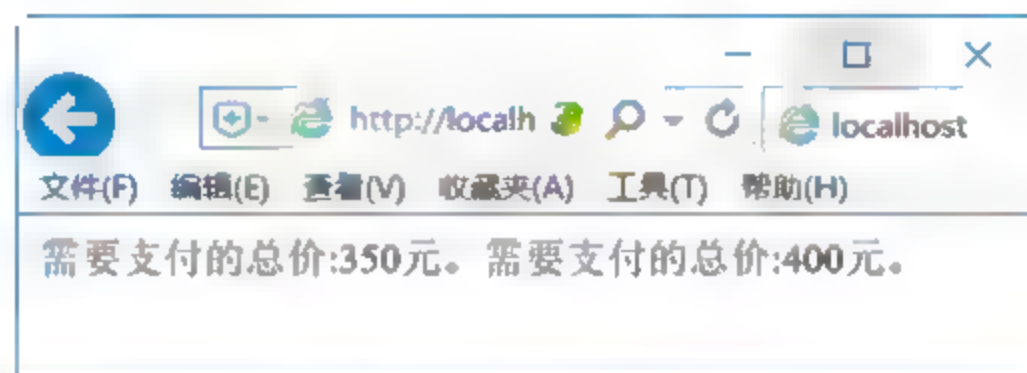 http://localh localhost
文件(F) 编辑(E) 查看(V) 收藏夹(A) 工具(T) 帮助(H)
需要支付的总价:350元。需要支付的总价:400元。